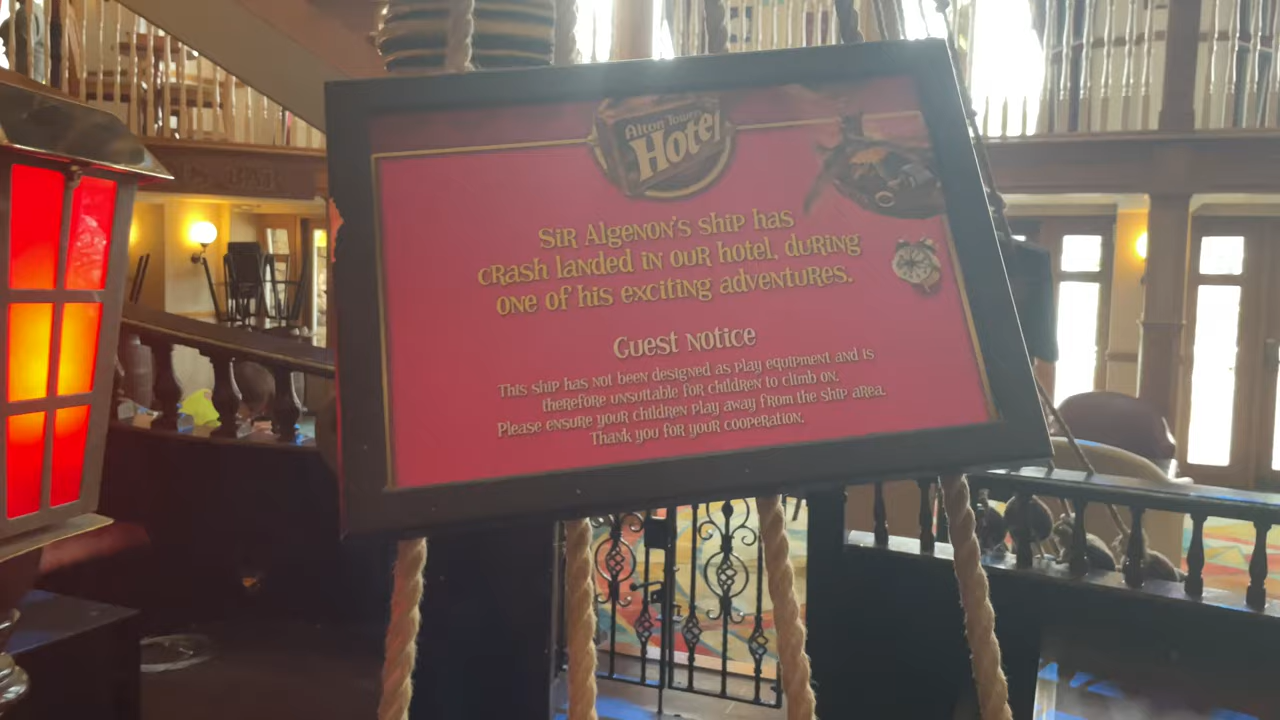 Alton Towers
Hotel
Sir Algenon's ship has
crash landed in our hotel, during
one of his exciting adventures.
Guest Notice
This ship has not been designed as play equipment and is
therefore unsuitable for children to climb on.
Please ensure your children play away from the ship area.
Thank you for your cooperation.